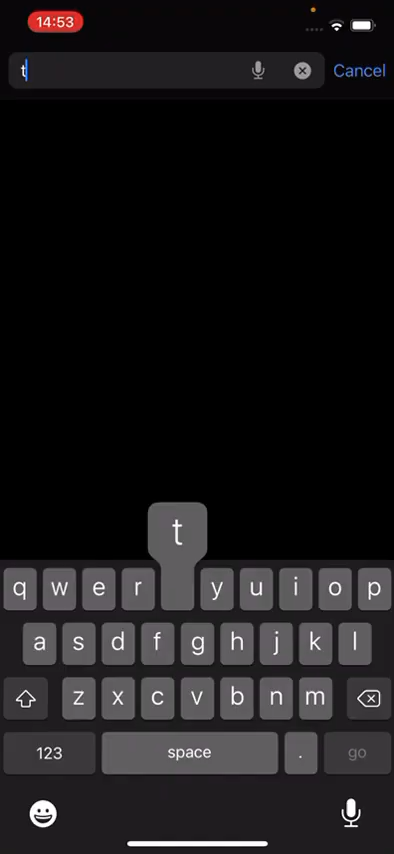 14:53
t
Cancel
t
q w e r y u i o p
a s d f g h j k l
z x c v b n m
123 space . go